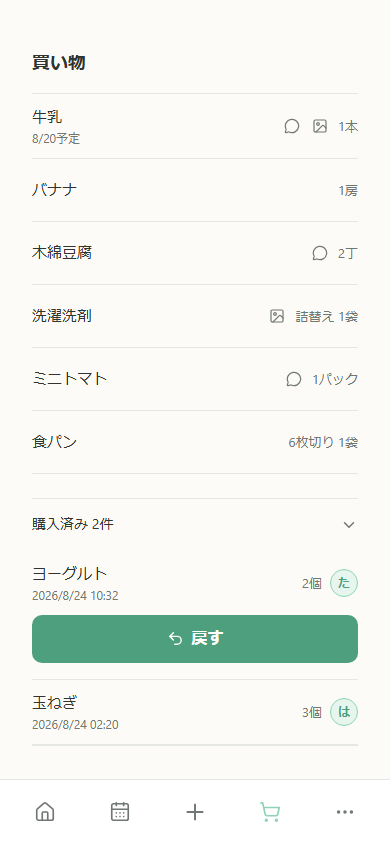 買い物
牛乳
8/20予定
1本
バナナ
1房
木綿豆腐
2丁
洗濯洗剤
詰替え 1袋
ミニトマト
1パック
食パン
6枚切り 1袋
購入済み 2件
ヨーグルト
2026/8/24 10:32
2個
た
戻す
玉ねぎ
2026/8/24 02:20
3個
は